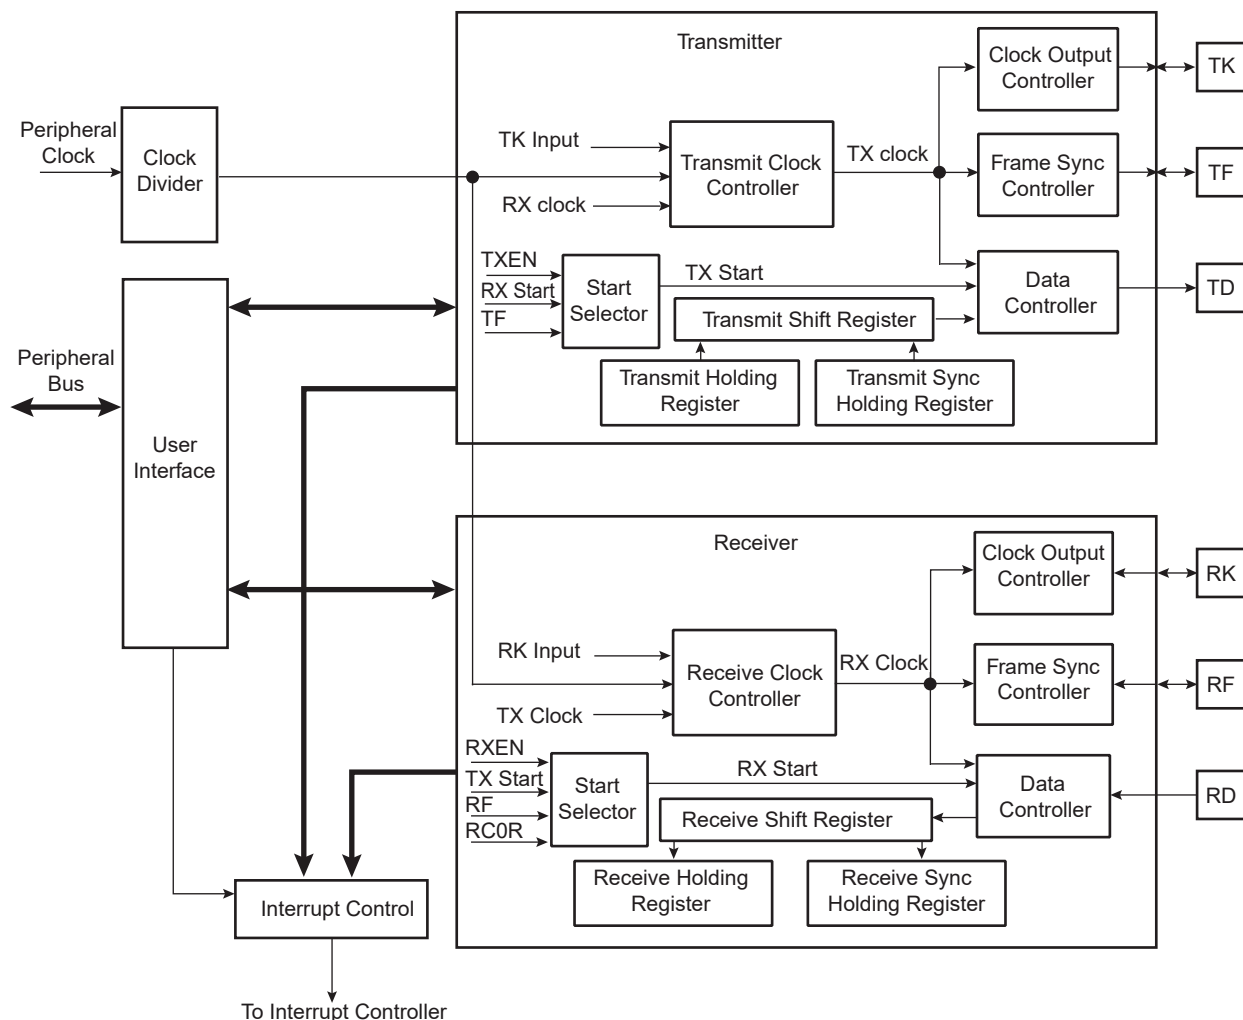 Transmitter
Clock Output
Controller
TK
Peripheral
Clock
Clock
Divider
TK Input
Transmit Clock
Controller
TX clock
Frame Sync
Controller
TF
RX clock
TXEN
RX Start
TF
Start
Selector
TX Start
Data
Controller
TD
Transmit Shift Register
Transmit Holding
Register
Transmit Sync
Holding Register
Peripheral
Bus
User
Interface
Receiver
Clock Output
Controller
RK
RK Input
Receive Clock
Controller
RX Clock
Frame Sync
Controller
RF
TX Clock
RXEN
TX Start
RF
RC0R
Start
Selector
RX Start
Data
Controller
RD
Receive Shift Register
Receive Holding
Register
Receive Sync
Holding Register
Interrupt Control
To Interrupt Controller